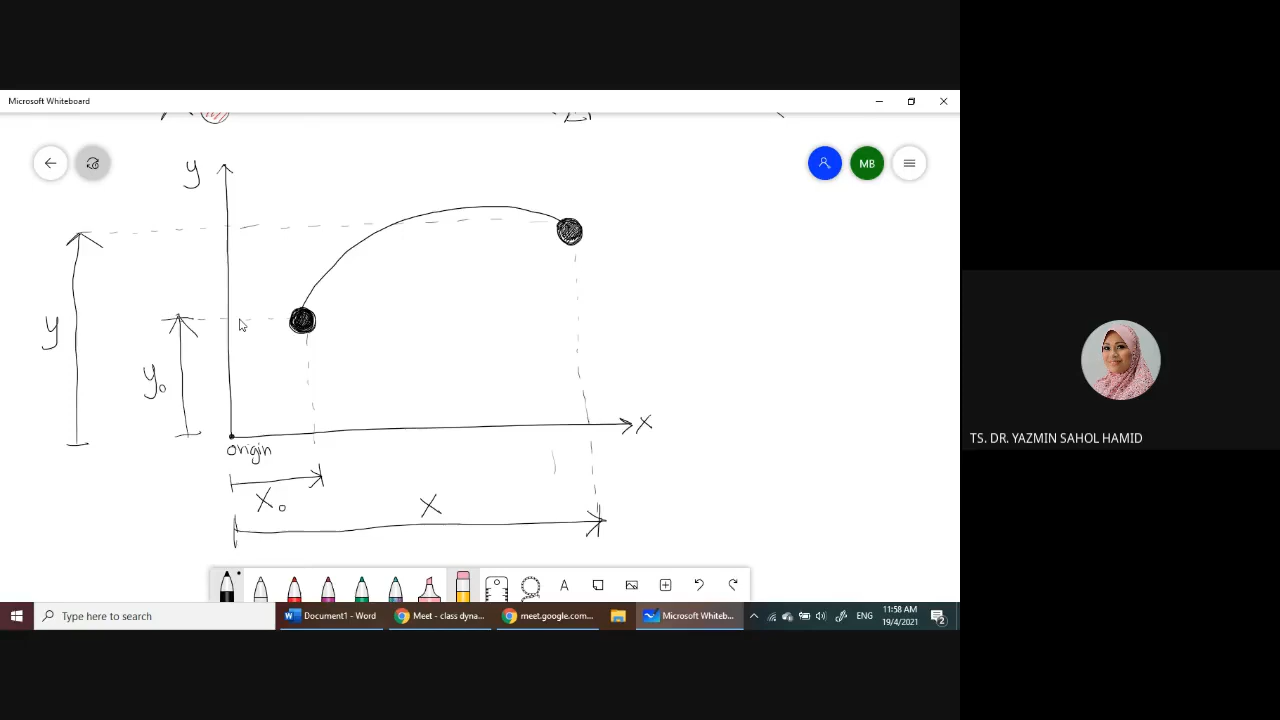 Microsoft Whiteboard
MB
y
y
y₀
x
origin
x₀
x
TS. DR. YAZMIN SAHOL HAMID
A
Type here to search
Document1 - Word
Meet - class dyna...
meet.google.com...
Microsoft Whiteb...
ENG
11:58 AM
19/4/2021
2